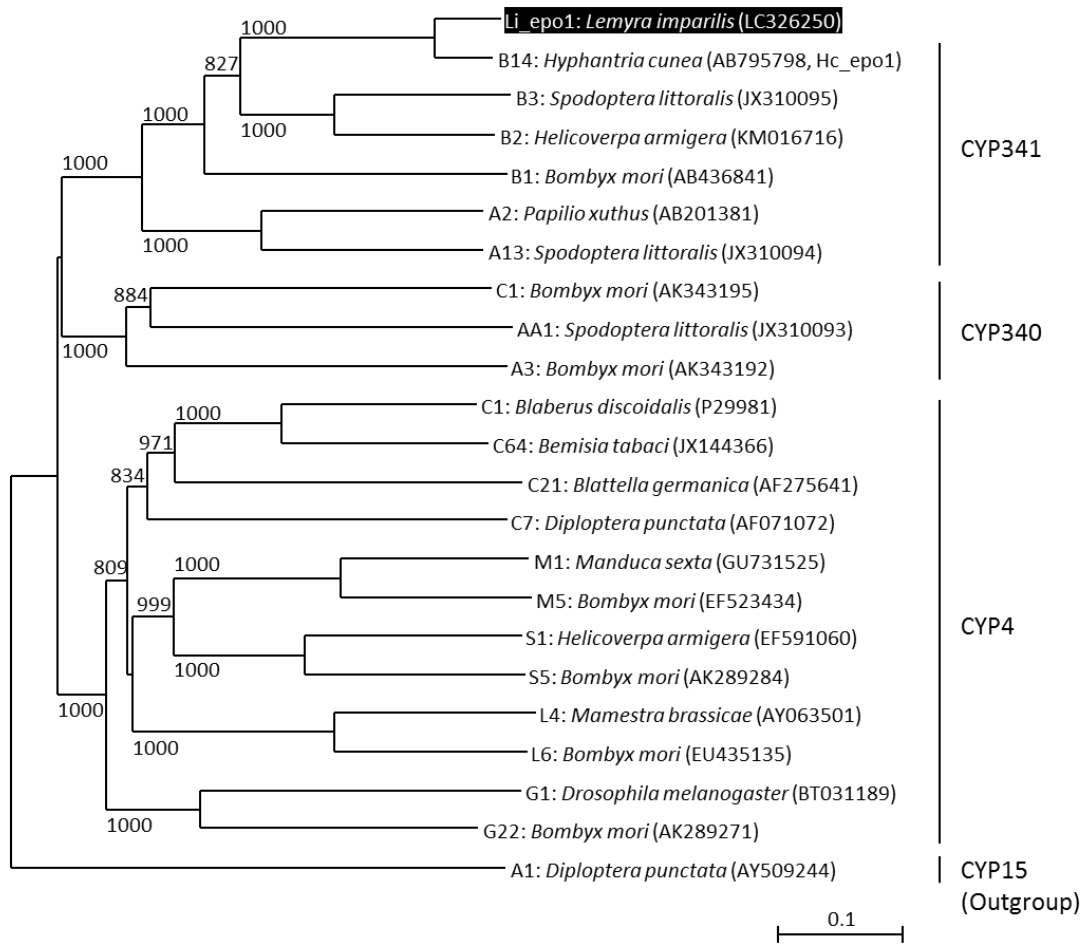 Li_epo1: Lemyra imparilis (LC326250)
1000
B14: Hyphantria cunea (AB795798, Hc_epo1)
827
B3: Spodoptera littoralis (JX310095)
1000
1000
B2: Helicoverpa armigera (KM016716)
CYP341
1000
B1: Bombyx mori (AB436841)
A2: Papilio xuthus (AB201381)
1000
A13: Spodoptera littoralis (JX310094)
C1: Bombyx mori (AK343195)
884
AA1: Spodoptera littoralis (JX310093)
CYP340
1000
A3: Bombyx mori (AK343192)
C1: Blaberus discoidalis (P29981)
1000
971
C64: Bemisia tabaci (JX144366)
834
C21: Blattella germanica (AF275641)
C7: Diploptera punctata (AF071072)
M1: Manduca sexta (GU731525)
809
1000
999
M5: Bombyx mori (EF523434)
CYP4
S1: Helicoverpa armigera (EF591060)
1000
S5: Bombyx mori (AK289284)
1000
L4: Mamestra brassicae (AY063501)
1000
L6: Bombyx mori (EU435135)
G1: Drosophila melanogaster (BT031189)
1000
G22: Bombyx mori (AK289271)
A1: Diploptera punctata (AY509244)
CYP15
(Outgroup)
0.1